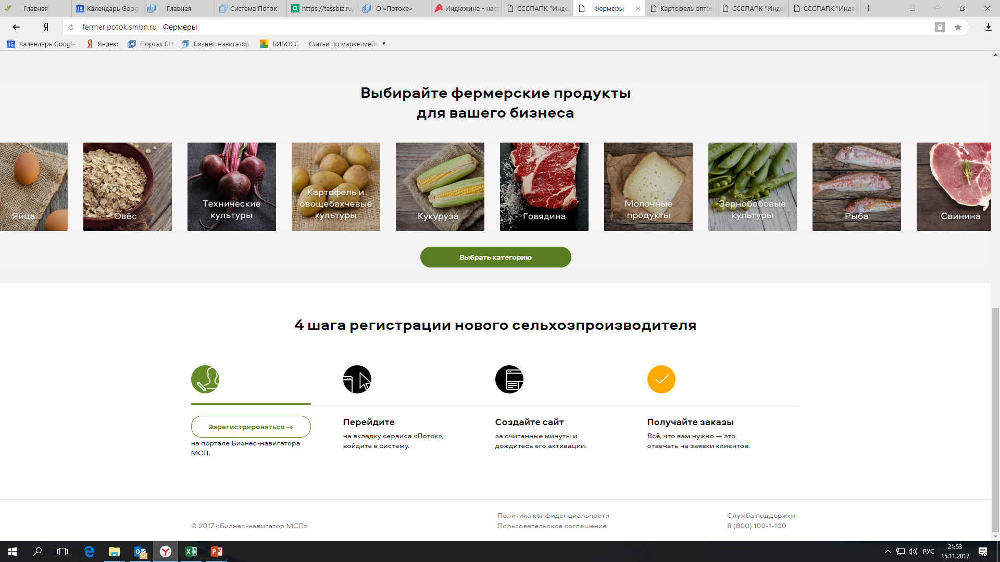 Главная
Календарь Goog
Главная
Система Поток
https://tassbiz.ru/
О «Потоке»
Индюжина - наст
СССПАПК "Инде
Фермеры
Картофель оптом
СССПАПК "Инде
СССПАПК "Инде
Я
fermer.potok.smbn.ru Фермеры
15 Календарь Google
Я Яндекс
Портал БН
Бизнес-навигатор
БИБОСС
Статьи по маркетмейк
Выбирайте фермерские продукты
для вашего бизнеса
Яйца
Овёс
Технические
культуры
Картофель и
овощебахчевые
культуры
Кукуруза
Говядина
Молочные
продукты
Зернобобовые
культуры
Рыба
Свинина
Выбрать категорию
4 шага регистрации нового сельхозпроизводителя
Зарегистрироваться →
на портале Бизнес-навигатора
МСП.
Перейдите
на вкладку сервиса «Поток»,
войдите в систему.
Создайте сайт
за считанные минуты и
дождитесь его активации.
Получайте заказы
Всё, что вам нужно — это
отвечать на заявки клиентов.
© 2017 «Бизнес-навигатор МСП»
Политика конфиденциальности
Пользовательское соглашение
Служба поддержки
8 (800) 100-1-100
РУС
21:53
15.11.2017